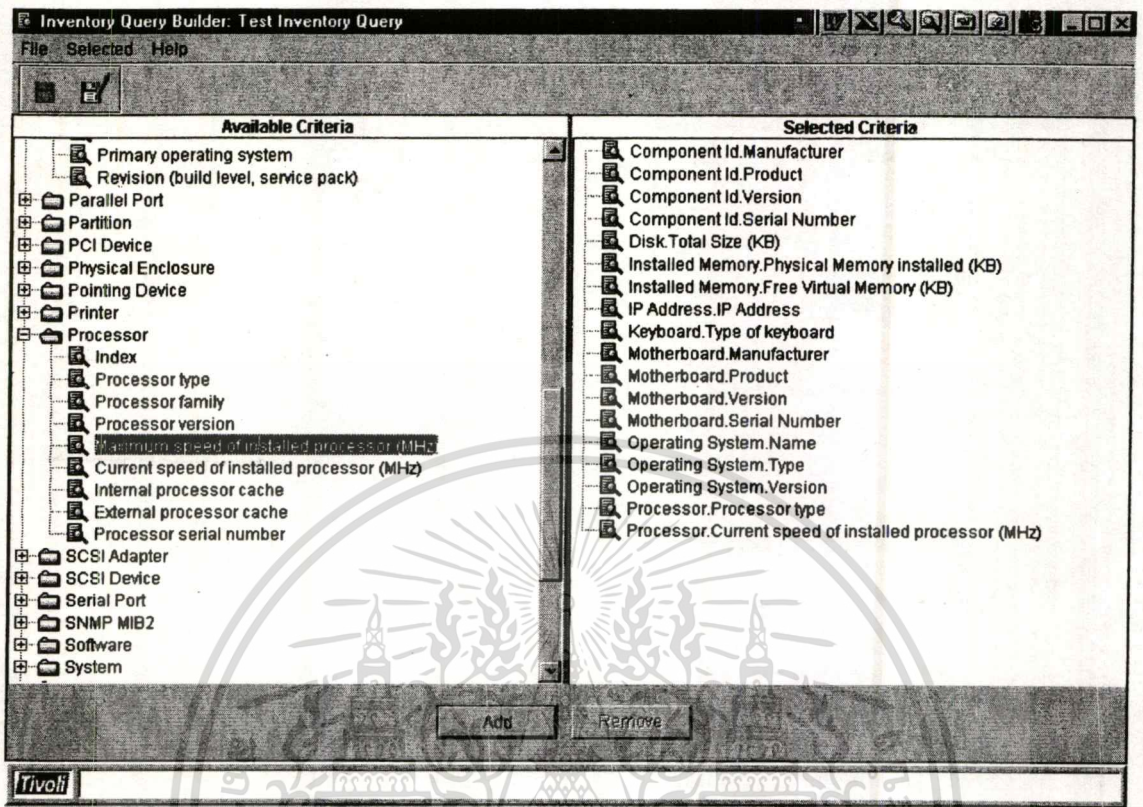 Inventory Query Builder: Test Inventory Query
File Selected Help
Available Criteria
Primary operating system
Revision (build level, service pack)
Parallel Port
Partition
PCI Device
Physical Enclosure
Pointing Device
Printer
Processor
Index
Processor type
Processor family
Processor version
Maximum speed of installed processor (MHz
Current speed of installed processor (MHz)
Internal processor cache
External processor cache
Processor serial number
SCSI Adapter
SCSI Device
Serial Port
SNMP MIB2
Software
System
Selected Criteria
Component Id.Manufacturer
Component Id.Product
Component Id.Version
Component Id.Serial Number
Disk.Total Size (KB)
Installed Memory.Physical Memory installed (KB)
Installed Memory.Free Virtual Memory (KB)
IP Address.IP Address
Keyboard.Type of keyboard
Motherboard.Manufacturer
Motherboard.Product
Motherboard.Version
Motherboard.Serial Number
Operating System.Name
Operating System.Type
Operating System.Version
Processor.Processor type
Processor.Current speed of installed processor (MHz)
Add Remove
Tivoli